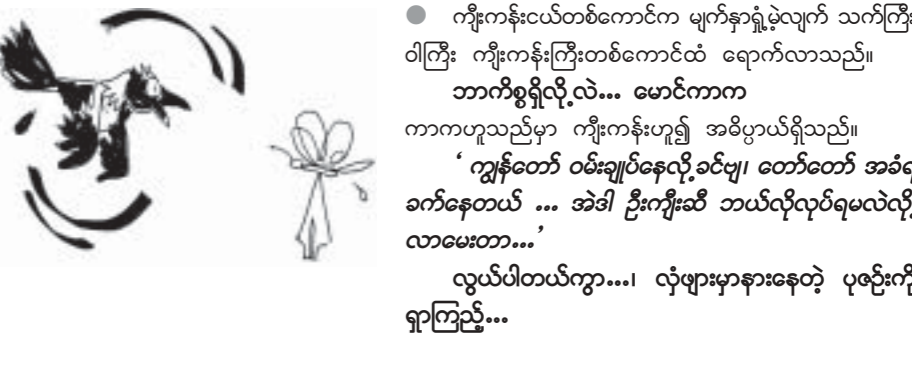 ● ကျီးကန်းငယ်တစ်ကောင်က မျက်နှာရှုံ့မဲ့လျက် သက်ကြီး
ဝါကြီး ကျီးကန်းကြီးတစ်ကောင်ထံ ရောက်လာသည်။
ဘာကိစ္စရှိလို့လဲ... မောင်ကာက
ကာကဟူသည်မှာ ကျီးကန်းဟူ၍ အဓိပ္ပာယ်ရှိသည်။
‘ ကျွန်တော် ဝမ်းချုပ်နေလို့ခင်ဗျ၊ တော်တော် အခံရ
ခက်နေတယ် ... အဲဒါ ဦးကျီးဆီ ဘယ်လိုလုပ်ရမလဲလို့
လာမေးတာ...’
လွယ်ပါတယ်ကွာ...၊ လှံဖျားမှာနားနေတဲ့ ပုဇဉ်းကို
ရှာကြည့်...